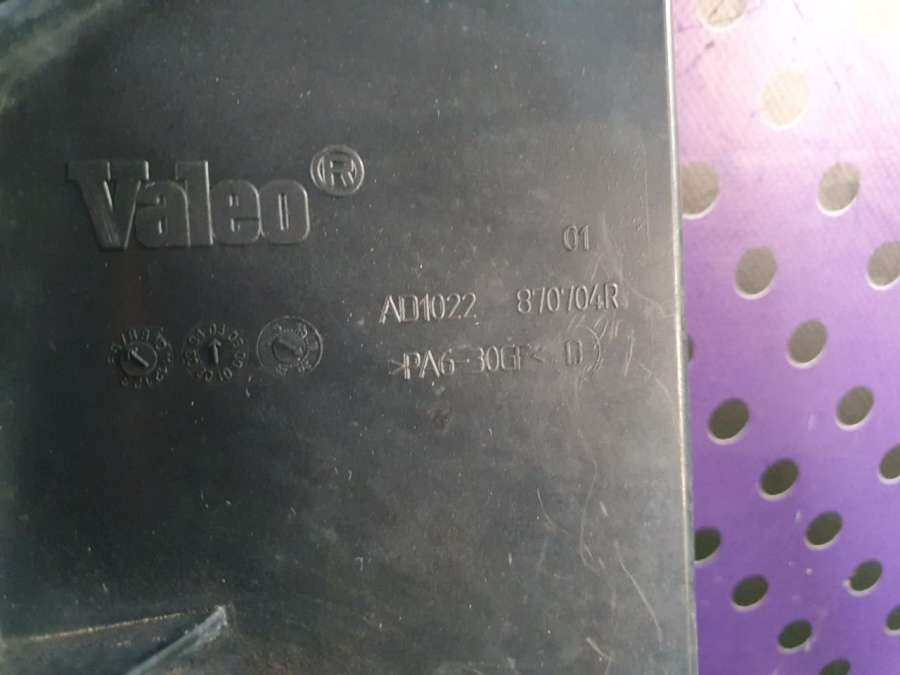 Valeo®
01
AD1022 870704R
>PA6-30GF< D